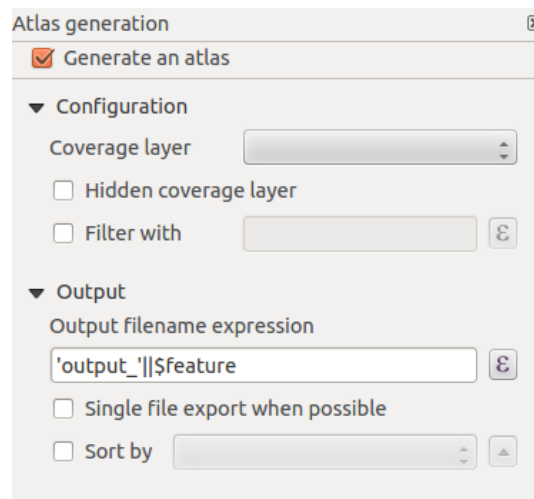 Atlas generation
Generate an atlas
Configuration
Coverage layer
Hidden coverage layer
Filter with
ε
Output
Output filename expression
'output_'||$feature
ε
Single file export when possible
Sort by